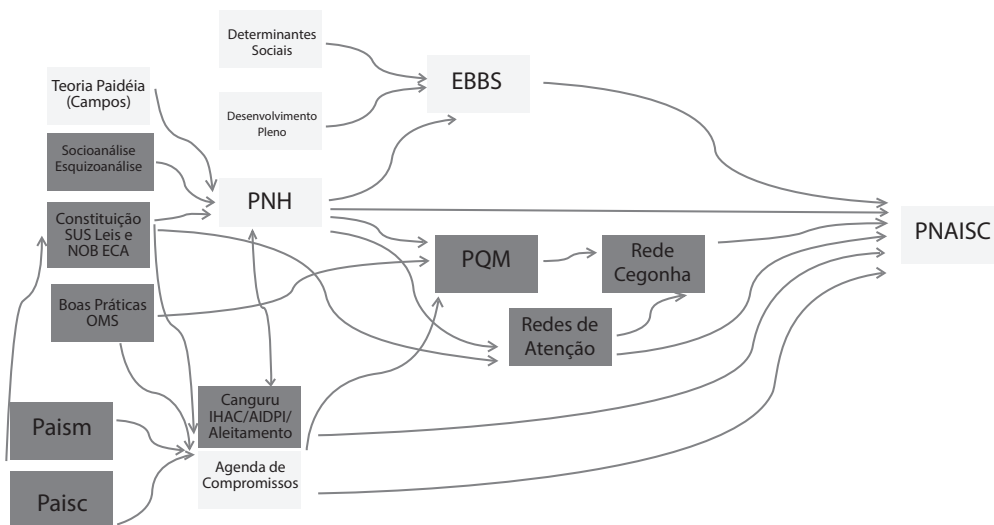 Determinantes
Sociais
EBBS
Teoria Paidéia
(Campos)
Desenvolvimento
Pleno
Socioanálise
Esquizoanálise
PNH
Constituição
SUS Leis e
NOB ECA
PNAISC
PQM
Rede
Cegonha
Boas Práticas
OMS
Redes de
Atenção
Canguru
IHAC/AIDPI/
Aleitamento
Paism
Agenda de
Compromissos
Paisc